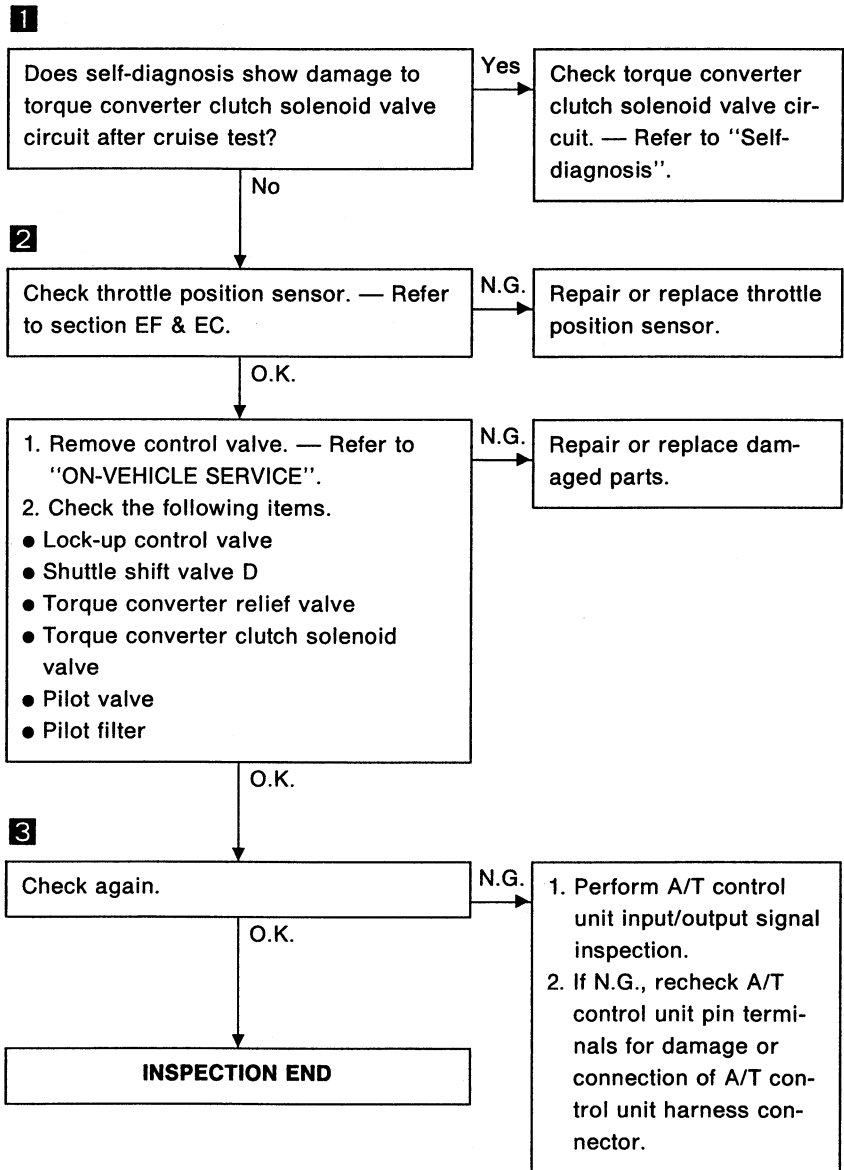 1
Does self-diagnosis show damage to
torque converter clutch solenoid valve
circuit after cruise test?
Yes
Check torque converter
clutch solenoid valve cir-
cuit. — Refer to "Self-
diagnosis".
No
2
Check throttle position sensor. — Refer
to section EF & EC.
N.G.
Repair or replace throttle
position sensor.
O.K.
1. Remove control valve. — Refer to
"ON-VEHICLE SERVICE".
2. Check the following items.
● Lock-up control valve
● Shuttle shift valve D
● Torque converter relief valve
● Torque converter clutch solenoid
valve
● Pilot valve
● Pilot filter
N.G.
Repair or replace dam-
aged parts.
O.K.
3
Check again.
N.G.
1. Perform A/T control
unit input/output signal
inspection.
2. If N.G., recheck A/T
control unit pin termi-
nals for damage or
connection of A/T con-
trol unit harness con-
nector.
O.K.
INSPECTION END